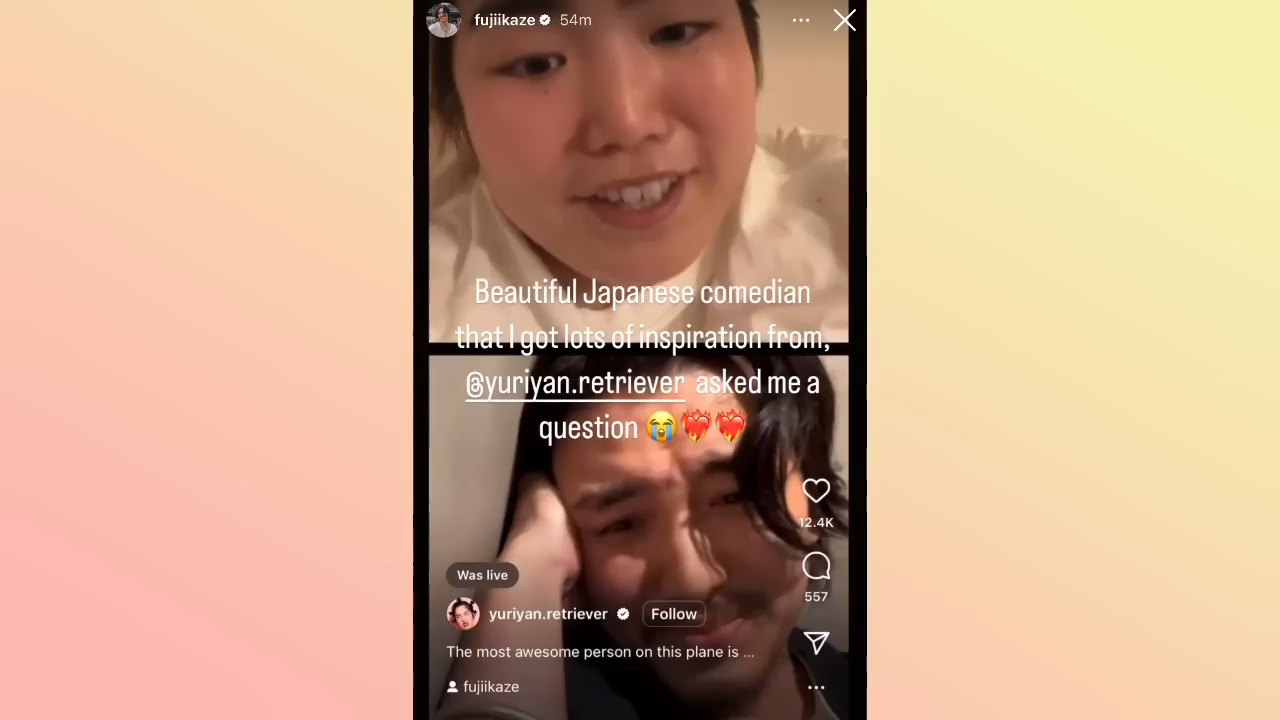 fujiikaze 54m
Beautiful Japanese comedian
that I got lots of inspiration from,
@yuriyan.retriever asked me a
question 😭❤️‍🔥❤️‍🔥
12.4K
Was live
557
yuriyan.retriever Follow
The most awesome person on this plane is ...
fujiikaze